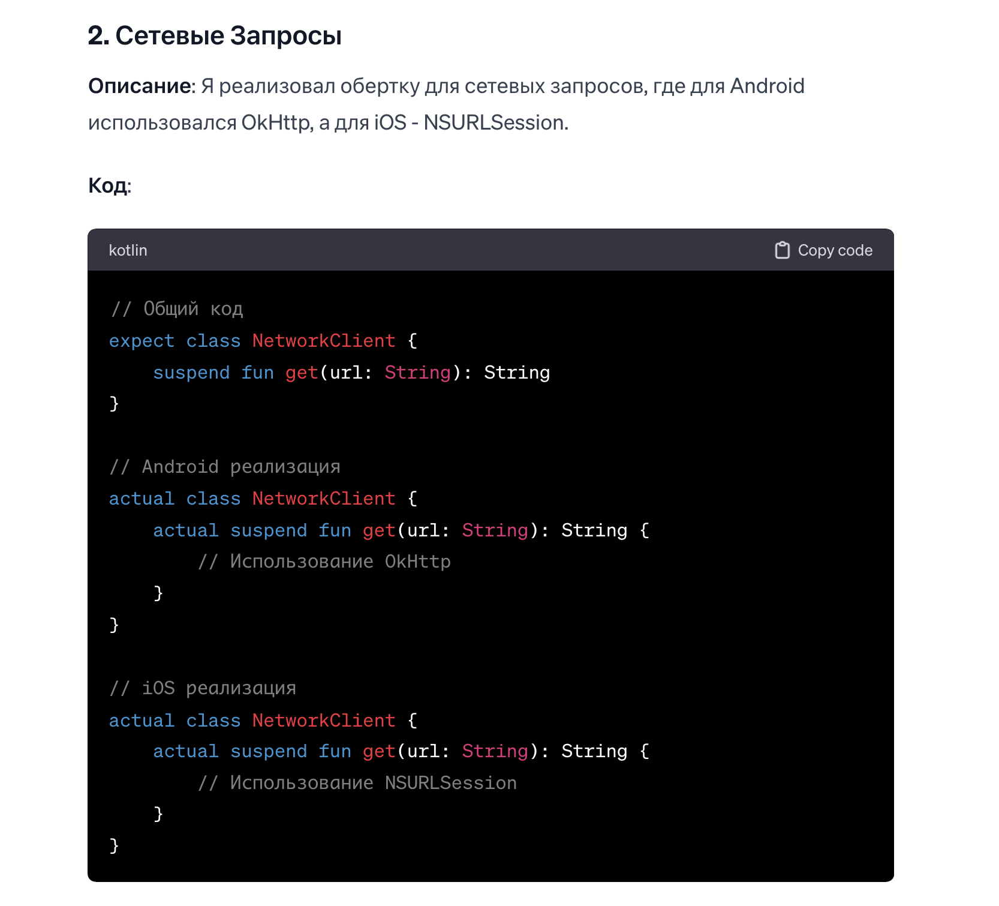 2. Сетевые Запросы
Описание: Я реализовал обертку для сетевых запросов, где для Android
использовался OkHttp, а для iOS - NSURLSession.
Код:
kotlin
Copy code
// Общий код
expect class NetworkClient {
    suspend fun get(url: String): String
}
// Android реализация
actual class NetworkClient {
    actual suspend fun get(url: String): String {
        // Использование OkHttp
    }
}
// iOS реализация
actual class NetworkClient {
    actual suspend fun get(url: String): String {
        // Использование NSURLSession
    }
}